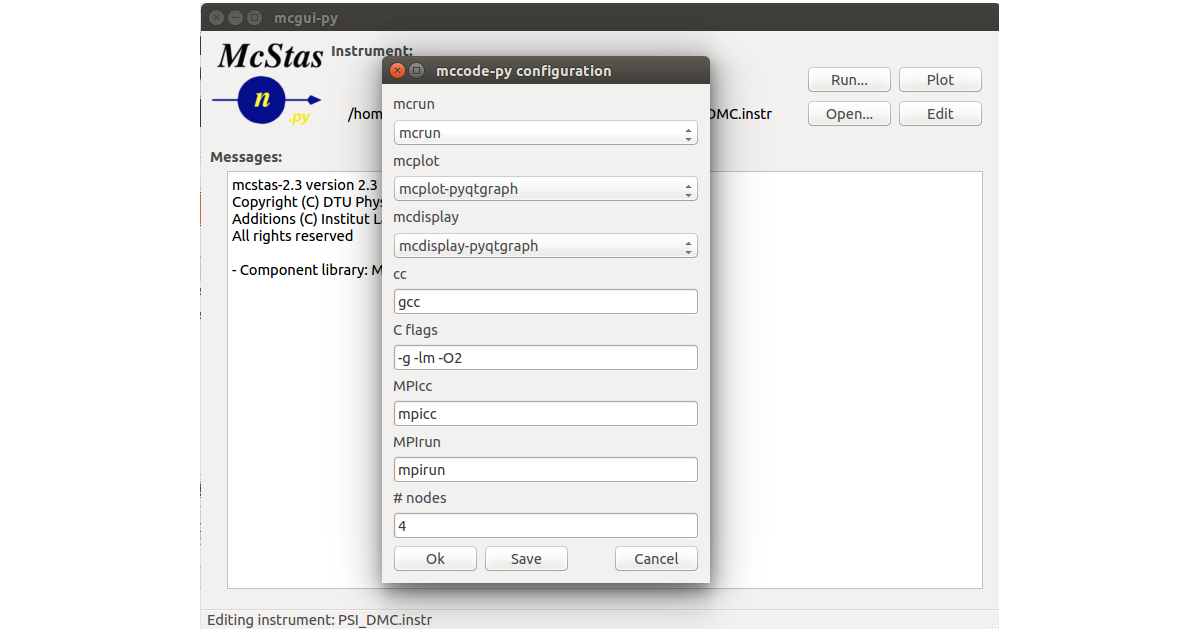 mcgui-py
McStas
n
.py
Instrument:
/hom
DMC.instr
Run...
Plot
Open...
Edit
Messages:
mcstas-2.3 version 2.3
Copyright (C) DTU Phys
Additions (C) Institut La
All rights reserved
- Component library: M
mccode-py configuration
mcrun
mcrun
mcplot
mcplot-pyqtgraph
mcdisplay
mcdisplay-pyqtgraph
cc
gcc
C flags
-g -lm -O2
MPIcc
mpicc
MPIrun
mpirun
# nodes
4
Ok
Save
Cancel
Editing instrument: PSI_DMC.instr